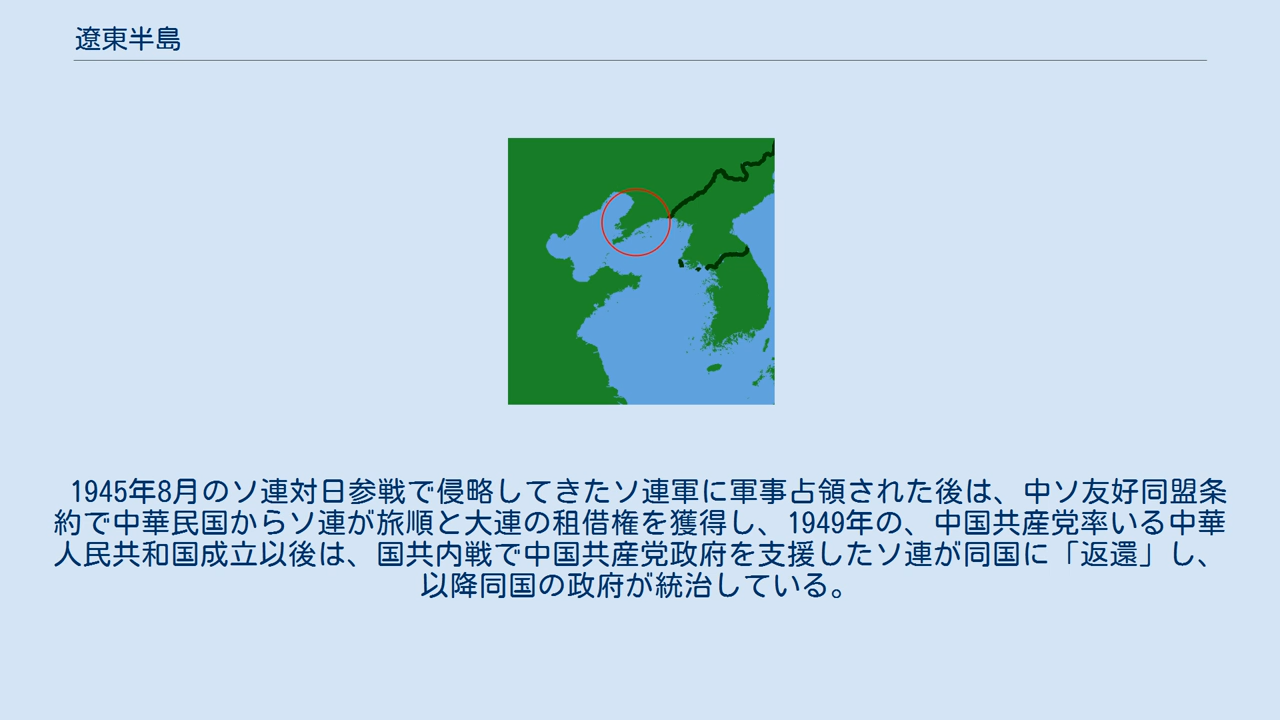 遼東半島
1945年8月のソ連対日参戦で侵略してきたソ連軍に軍事占領された後は、中ソ友好同盟条
約で中華民国からソ連が旅順と大連の租借権を獲得し、1949年の、中国共産党率いる中華
人民共和国成立以後は、国共内戦で中国共産党政府を支援したソ連が同国に「返還」し、
以降同国の政府が統治している。